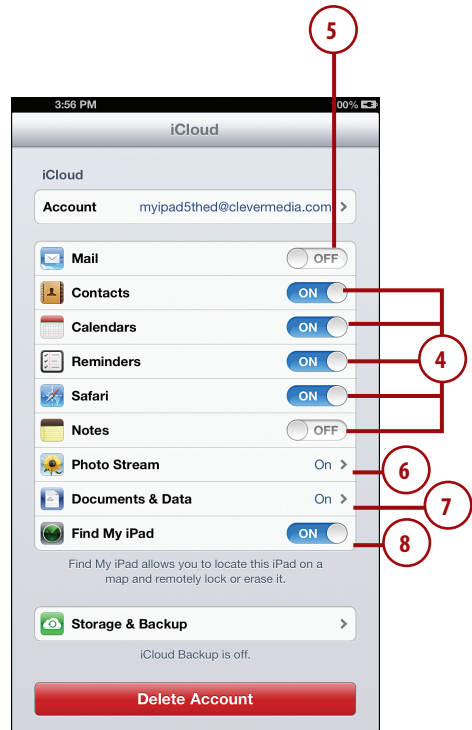 5
3:56 PM
00%
iCloud
iCloud
Account myipad5thed@clevermedia.com
Mail OFF
Contacts ON
Calendars ON
Reminders ON
4
Safari ON
Notes OFF
Photo Stream On
6
Documents & Data On
7
Find My iPad ON
8
Find My iPad allows you to locate this iPad on a
map and remotely lock or erase it.
Storage & Backup
iCloud Backup is off.
Delete Account